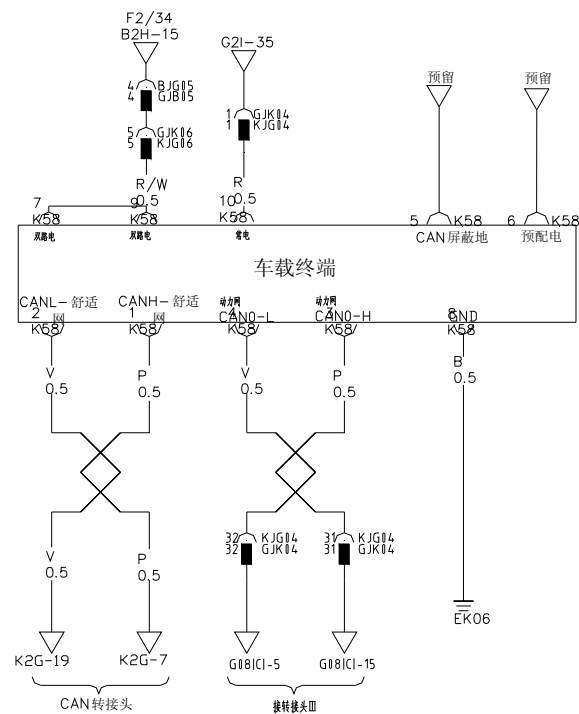 F2/34
B2H-15
G2I-35
预留
预留
4 BJG05
4 GJB05
1 GJK04
1 KJG04
5 GJK06
5 KJG06
R/W
0.5
R
0.5
7
9
10
K58
K58
K58
5 K58
6 K58
双路电
双路电
常电
CAN屏蔽地
预配电
车载终端
CANL-舒适网
CANH-舒适网
动力网
CAN0-L
动力网
CAN0-H
GND
2
1
4
3
8
K58
K58
K58
K58
K58
V
0.5
P
0.5
V
0.5
P
0.5
B
0.5
32 KJG04
32 GJK04
31 KJG04
31 GJK04
V
0.5
P
0.5
EK06
K2G-19
K2G-7
G08|C|-5
G08|C|-15
CAN转接头
接转接头Ⅲ